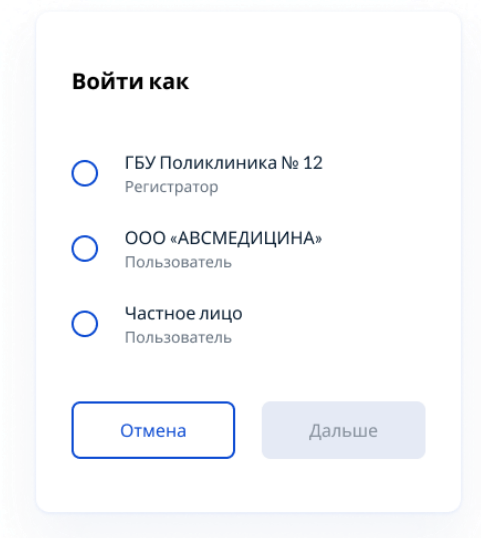 Войти как
ГБУ Поликлиника № 12
Регистратор
ООО «АВСМЕДИЦИНА»
Пользователь
Частное лицо
Пользователь
Отмена
Дальше